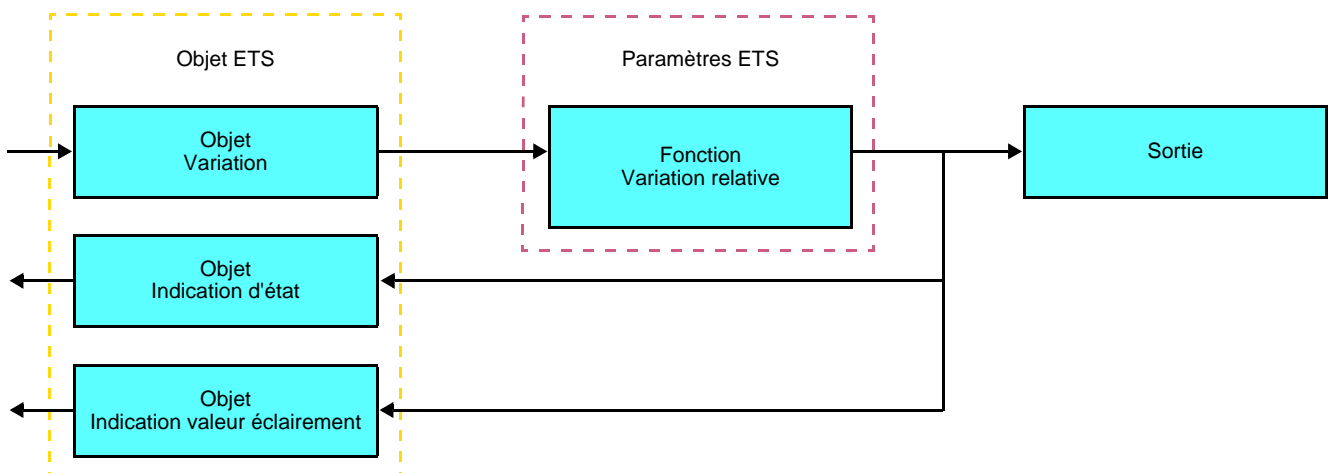 Objet ETS
Paramètres ETS
Objet
Variation
Fonction
Variation relative
Sortie
Objet
Indication d'état
Objet
Indication valeur éclairement